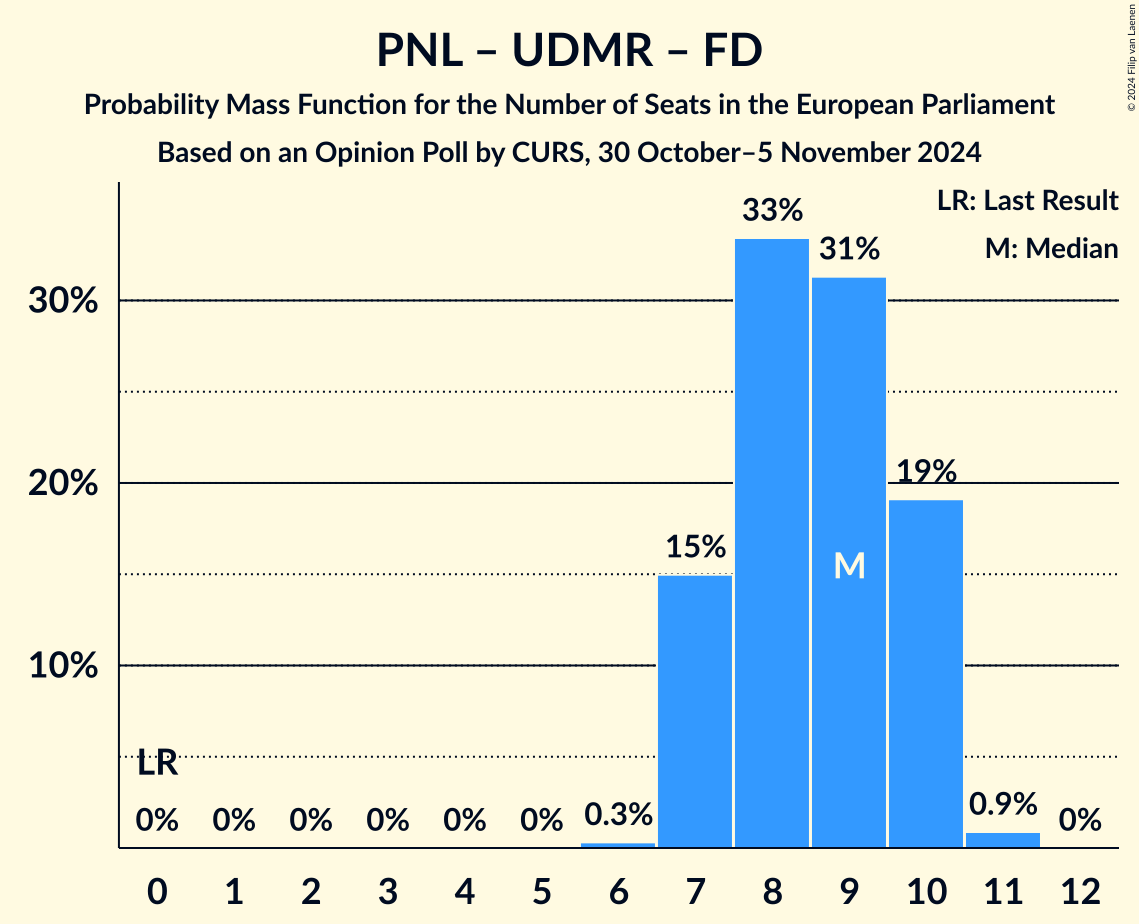 PNL – UDMR – FD
Probability Mass Function for the Number of Seats in the European Parliament
Based on an Opinion Poll by CURS, 30 October–5 November 2024
© 2024 Filip van Laenen
LR: Last Result
M: Median
33%
31%
30%
20%
19%
15%
M
10%
LR
0% 0% 0% 0% 0% 0% 0.3% 0.9% 0%
0 1 2 3 4 5 6 7 8 9 10 11 12